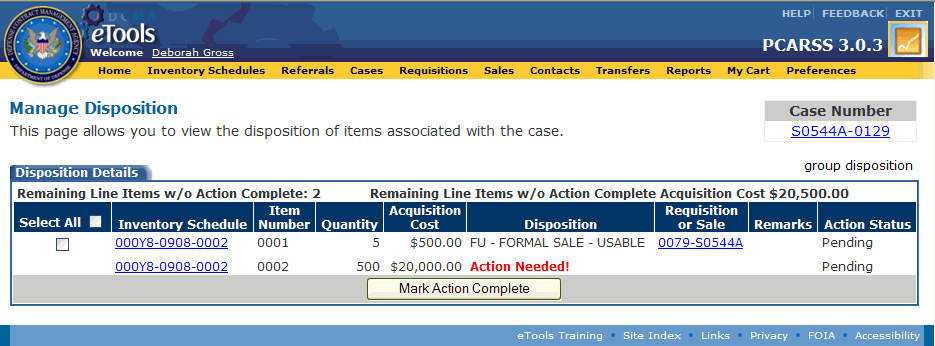 HELP | FEEDBACK | EXIT
DCMA
eTools
Welcome Deborah Gross
PCARSS 3.0.3
Home Inventory Schedules Referrals Cases Requisitions Sales Contacts Transfers Reports My Cart Preferences
Manage Disposition
This page allows you to view the disposition of items associated with the case.
Case Number
S0544A-0129
group disposition
Disposition Details
Remaining Line Items w/o Action Complete: 2 Remaining Line Items w/o Action Complete Acquisition Cost $20,500.00
Select All Inventory Schedule Item Number Quantity Acquisition Cost Disposition Requisition or Sale Remarks Action Status
000Y8-0908-0002 0001 5 $500.00 FU - FORMAL SALE - USABLE 0079-S0544A Pending
000Y8-0908-0002 0002 500 $20,000.00 Action Needed! Pending
Mark Action Complete
eTools Training • Site Index • Links • Privacy • FOIA • Accessibility